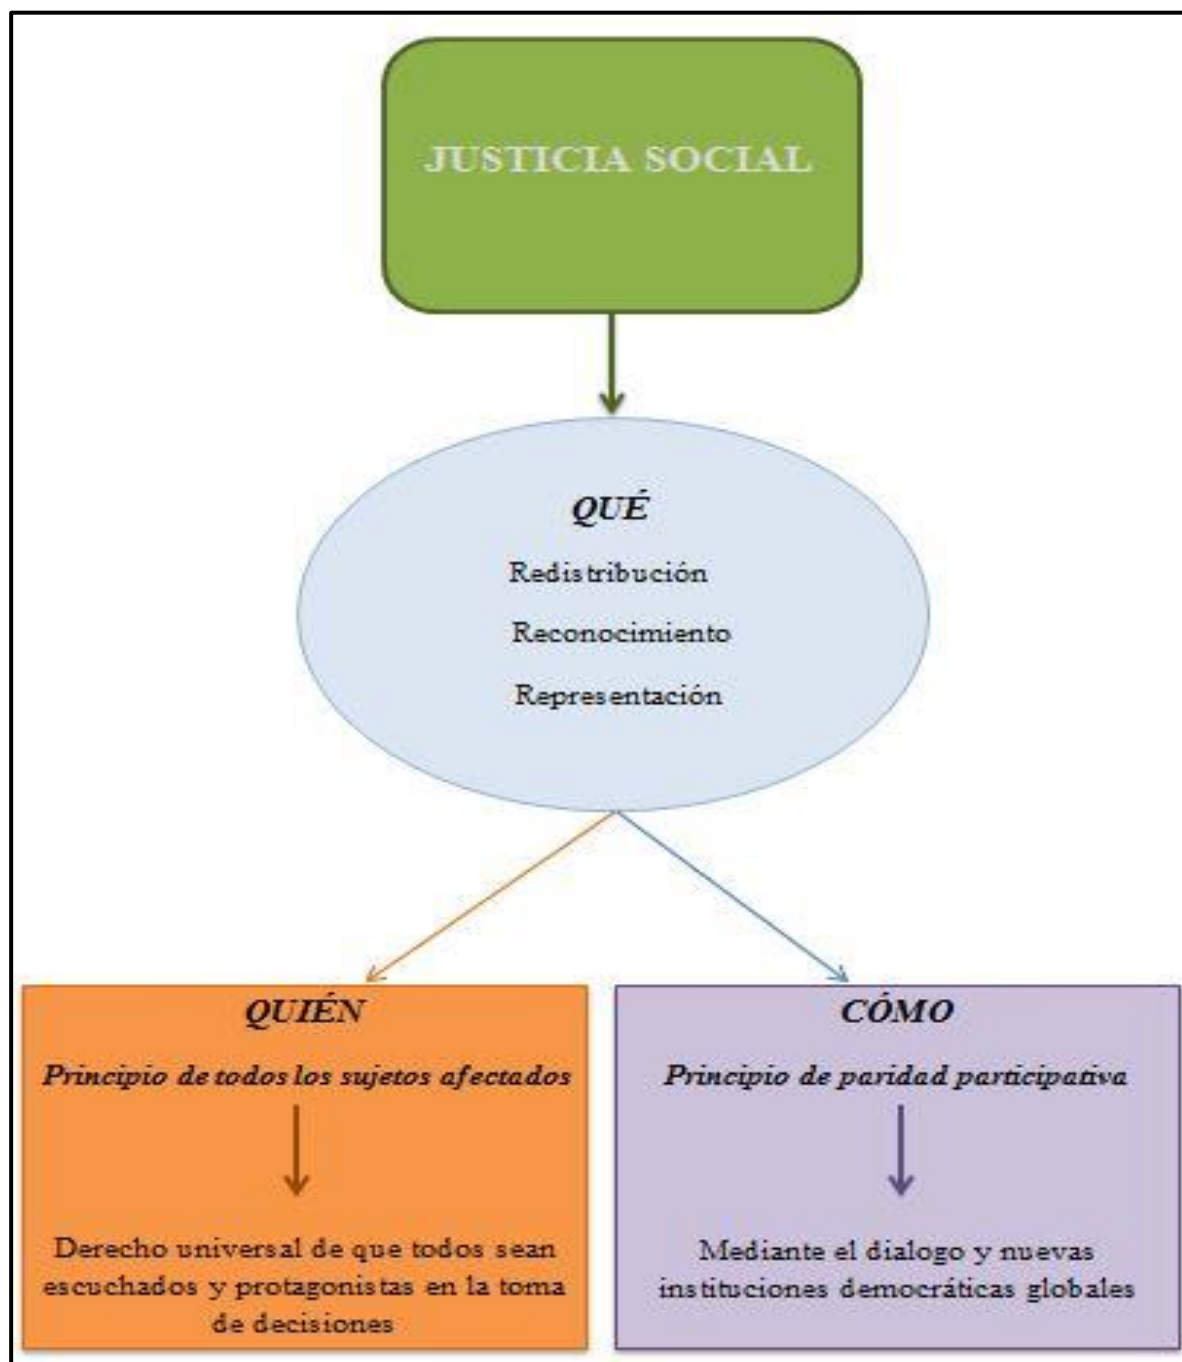 JUSTICIA SOCIAL
QUÉ
Redistribución
Reconocimiento
Representación
QUIÉN
Principio de todos los sujetos afectados
Derecho universal de que todos sean
escuchados y protagonistas en la toma
de decisiones
CÓMO
Principio de paridad participativa
Mediante el dialogo y nuevas
instituciones democráticas globales